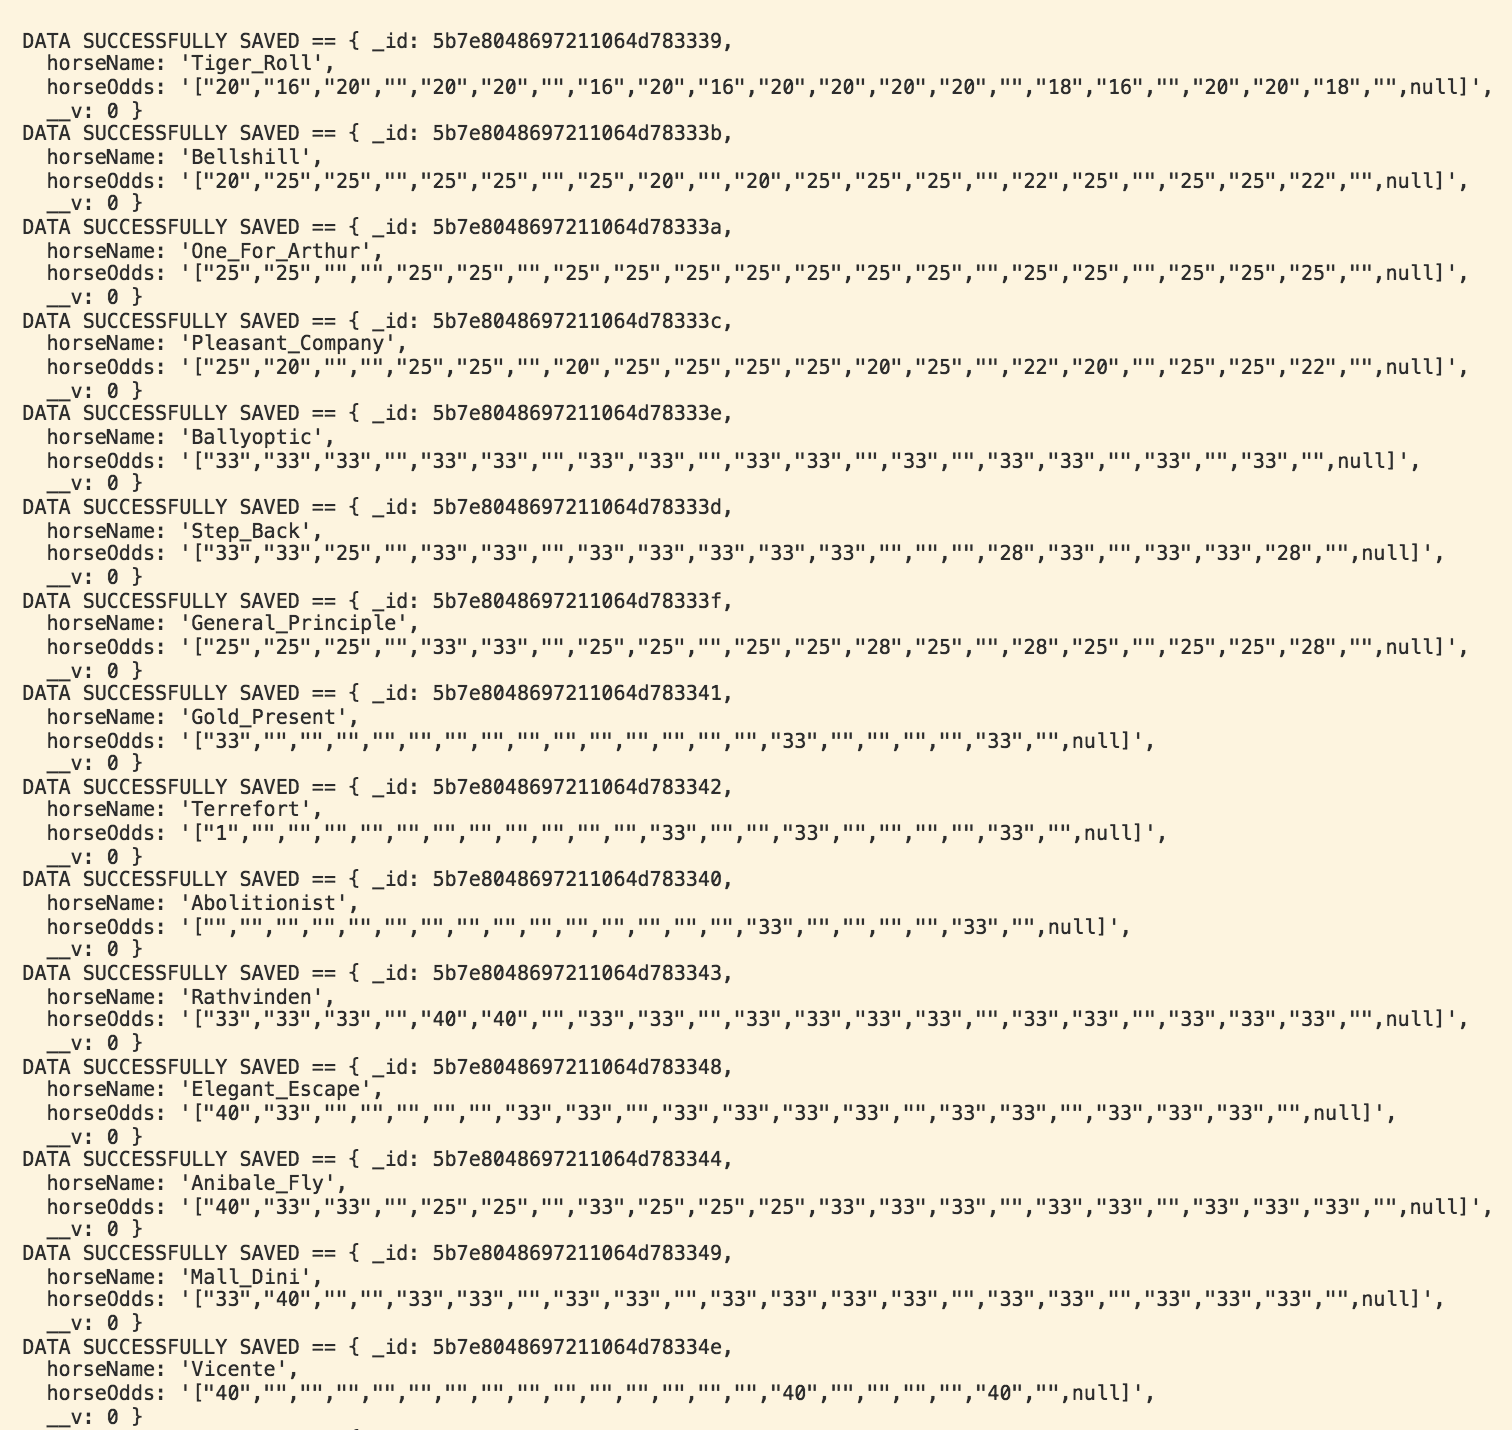 DATA SUCCESSFULLY SAVED == { _id: 5b7e8048697211064d783339,
  horseName: 'Tiger_Roll',
  horseOdds: '["20","16","20","","20","20","","16","20","16","20","20","20","20","","18","16","","20","20","18","",null]',
  __v: 0 }
DATA SUCCESSFULLY SAVED == { _id: 5b7e8048697211064d78333b,
  horseName: 'Bellshill',
  horseOdds: '["20","25","25","","25","25","","25","20","","20","25","25","25","","22","25","","25","25","22","",null]',
  __v: 0 }
DATA SUCCESSFULLY SAVED == { _id: 5b7e8048697211064d78333a,
  horseName: 'One_For_Arthur',
  horseOdds: '["25","25","","","25","25","","25","25","25","25","25","25","25","","25","25","","25","25","25","",null]',
  __v: 0 }
DATA SUCCESSFULLY SAVED == { _id: 5b7e8048697211064d78333c,
  horseName: 'Pleasant_Company',
  horseOdds: '["25","20","","","25","25","","20","25","25","25","25","20","25","","22","20","","25","25","22","",null]',
  __v: 0 }
DATA SUCCESSFULLY SAVED == { _id: 5b7e8048697211064d78333e,
  horseName: 'Ballyoptic',
  horseOdds: '["33","33","33","","33","33","","33","33","","33","33","","33","","33","33","","33","","33","",null]',
  __v: 0 }
DATA SUCCESSFULLY SAVED == { _id: 5b7e8048697211064d78333d,
  horseName: 'Step_Back',
  horseOdds: '["33","33","25","","33","33","","33","33","33","33","33","","","","28","33","","33","33","28","",null]',
  __v: 0 }
DATA SUCCESSFULLY SAVED == { _id: 5b7e8048697211064d78333f,
  horseName: 'General_Principle',
  horseOdds: '["25","25","25","","33","33","","25","25","","25","25","28","25","","28","25","","25","25","28","",null]',
  __v: 0 }
DATA SUCCESSFULLY SAVED == { _id: 5b7e8048697211064d783341,
  horseName: 'Gold_Present',
  horseOdds: '["33","","","","","","","","","","","","","","","33","","","","","33","",null]',
  __v: 0 }
DATA SUCCESSFULLY SAVED == { _id: 5b7e8048697211064d783342,
  horseName: 'Terrefort',
  horseOdds: '["1","","","","","","","","","","","","33","","","33","","","","","33","",null]',
  __v: 0 }
DATA SUCCESSFULLY SAVED == { _id: 5b7e8048697211064d783340,
  horseName: 'Abolitionist',
  horseOdds: '["","","","","","","","","","","","","","","","33","","","","","33","",null]',
  __v: 0 }
DATA SUCCESSFULLY SAVED == { _id: 5b7e8048697211064d783343,
  horseName: 'Rathvinden',
  horseOdds: '["33","33","33","","40","40","","33","33","","33","33","33","33","","33","33","","33","33","33","",null]',
  __v: 0 }
DATA SUCCESSFULLY SAVED == { _id: 5b7e8048697211064d783348,
  horseName: 'Elegant_Escape',
  horseOdds: '["40","33","","","","","","33","33","","33","33","33","33","","33","33","","33","33","33","",null]',
  __v: 0 }
DATA SUCCESSFULLY SAVED == { _id: 5b7e8048697211064d783344,
  horseName: 'Anibale_Fly',
  horseOdds: '["40","33","33","","25","25","","33","25","25","25","33","33","33","","33","33","","33","33","33","",null]',
  __v: 0 }
DATA SUCCESSFULLY SAVED == { _id: 5b7e8048697211064d783349,
  horseName: 'Mall_Dini',
  horseOdds: '["33","40","","","33","33","","33","33","","33","33","33","33","","33","33","","33","33","33","",null]',
  __v: 0 }
DATA SUCCESSFULLY SAVED == { _id: 5b7e8048697211064d78334e,
  horseName: 'Vicente',
  horseOdds: '["40","","","","","","","","","","","","","","","40","","","","","40","",null]',
  __v: 0 }